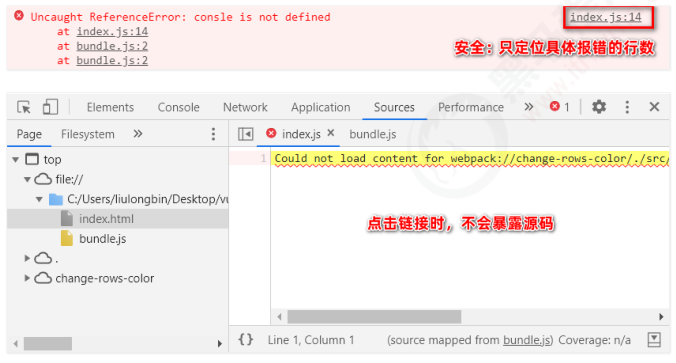 Uncaught ReferenceError: consle is not defined
index.js:14
at index.js:14
at bundle.js:2
at bundle.js:2
安全：只定位具体报错的行数
Elements Console Network Application Sources Performance » 1
Page Filesystem »
index.js × bundle.js
top
file://
C:/Users/liulongbin/Desktop/vu
index.html
bundle.js
.
change-rows-color
1 Could not load content for webpack://change-rows-color/./src/
点击链接时，不会暴露源码
{} Line 1, Column 1 (source mapped from bundle.js) Coverage: n/a